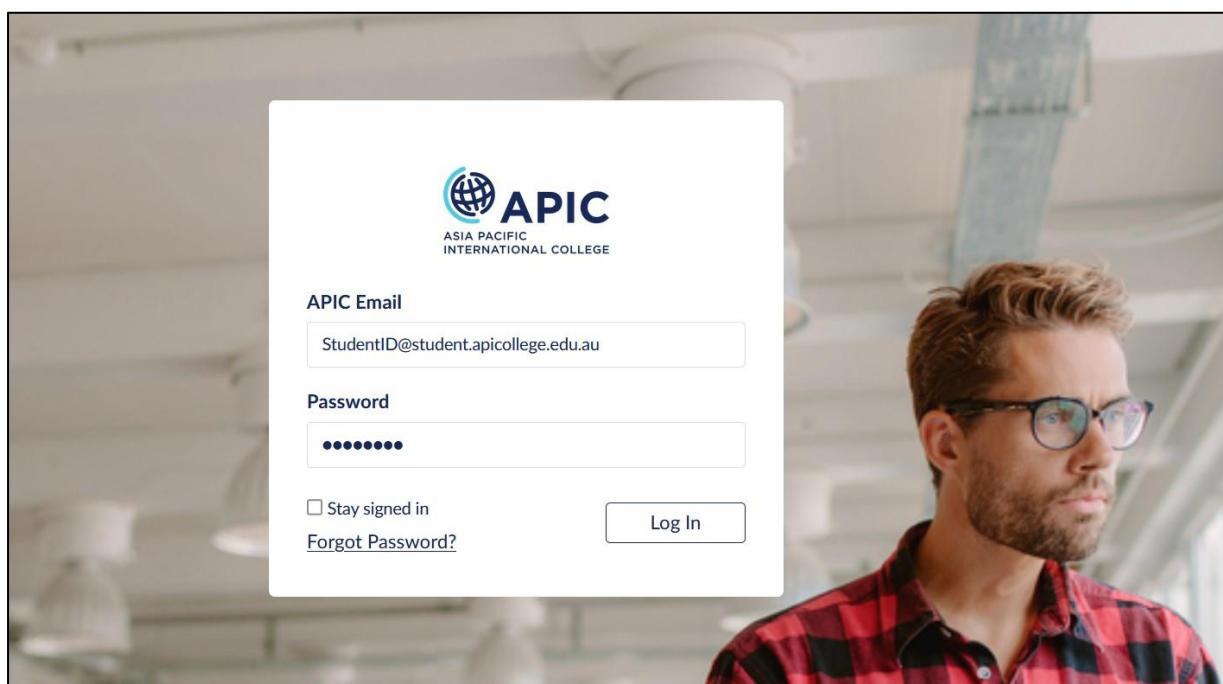 APIC
ASIA PACIFIC
INTERNATIONAL COLLEGE
APIC Email
StudentID@student.apicollege.edu.au
Password
••••••••
Stay signed in
Forgot Password?
Log In